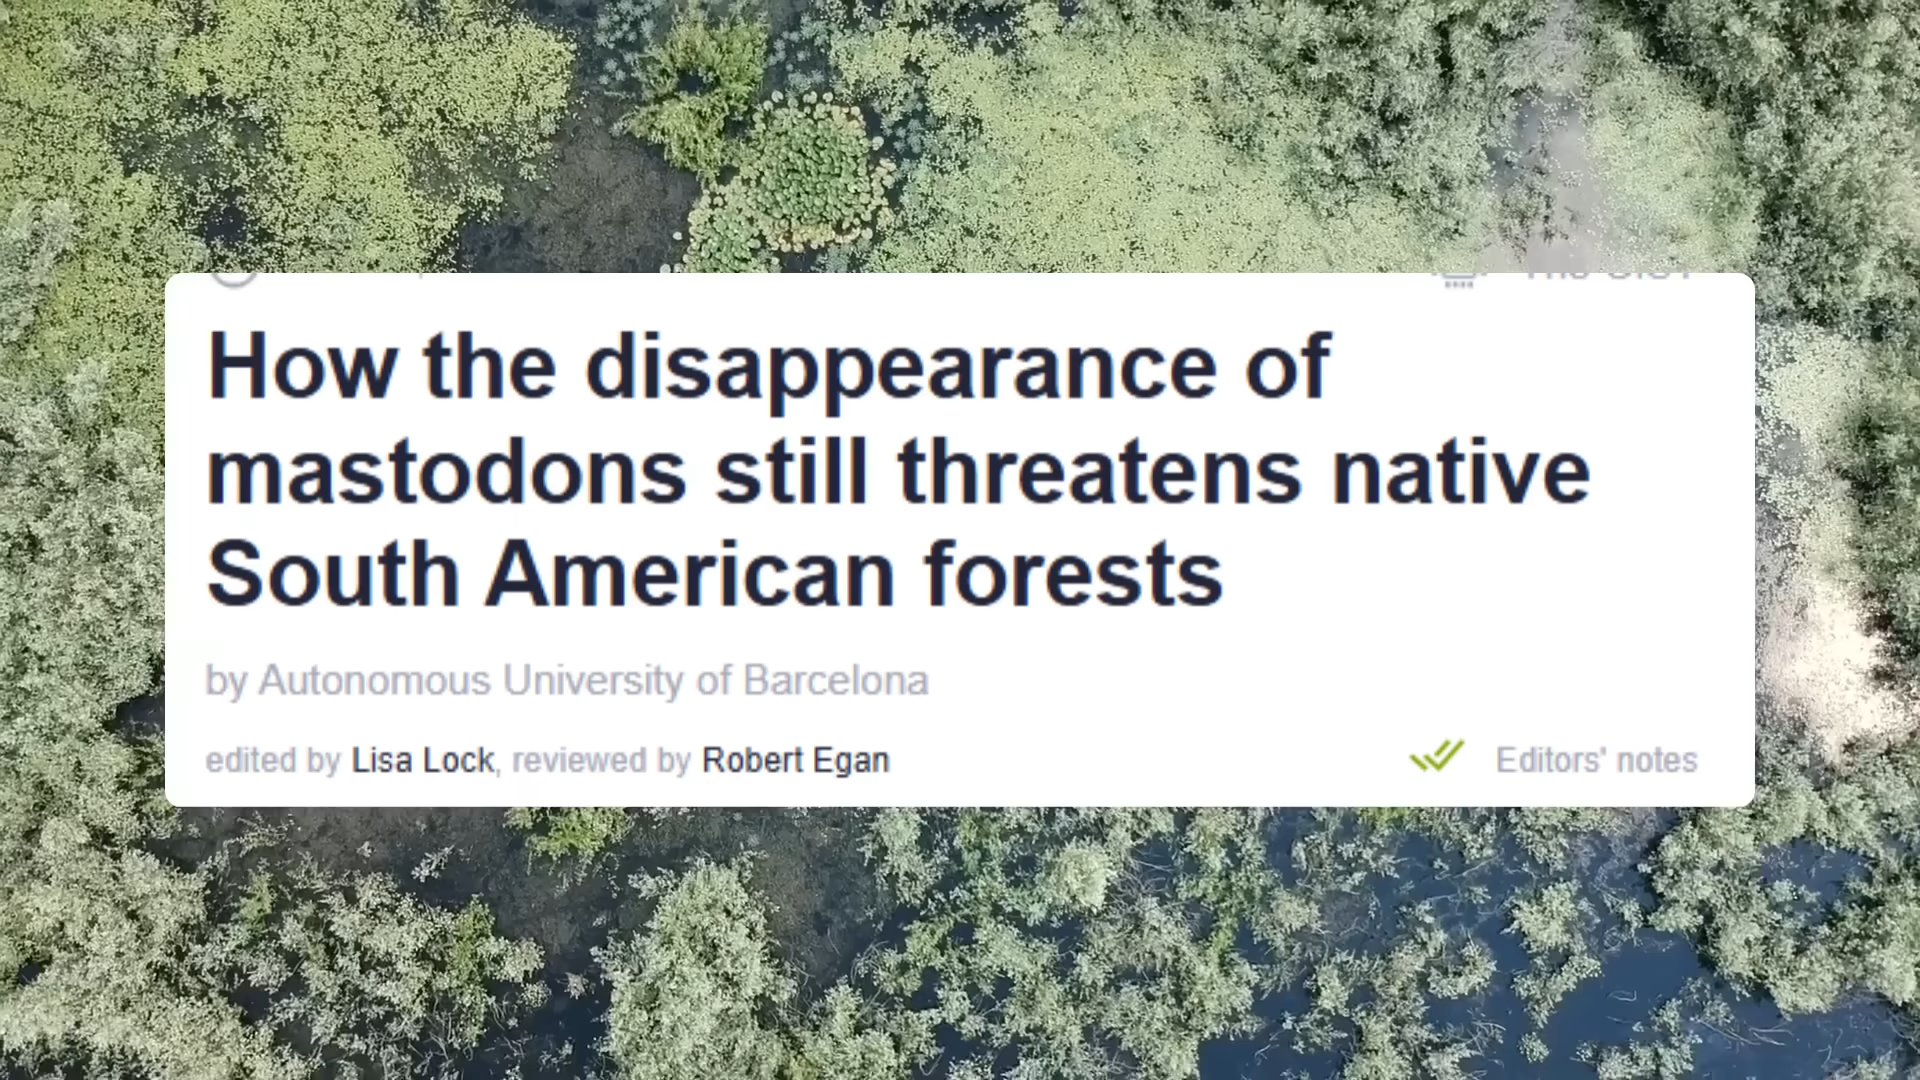 How the disappearance of
mastodons still threatens native
South American forests
by Autonomous University of Barcelona
edited by Lisa Lock, reviewed by Robert Egan
Editors' notes